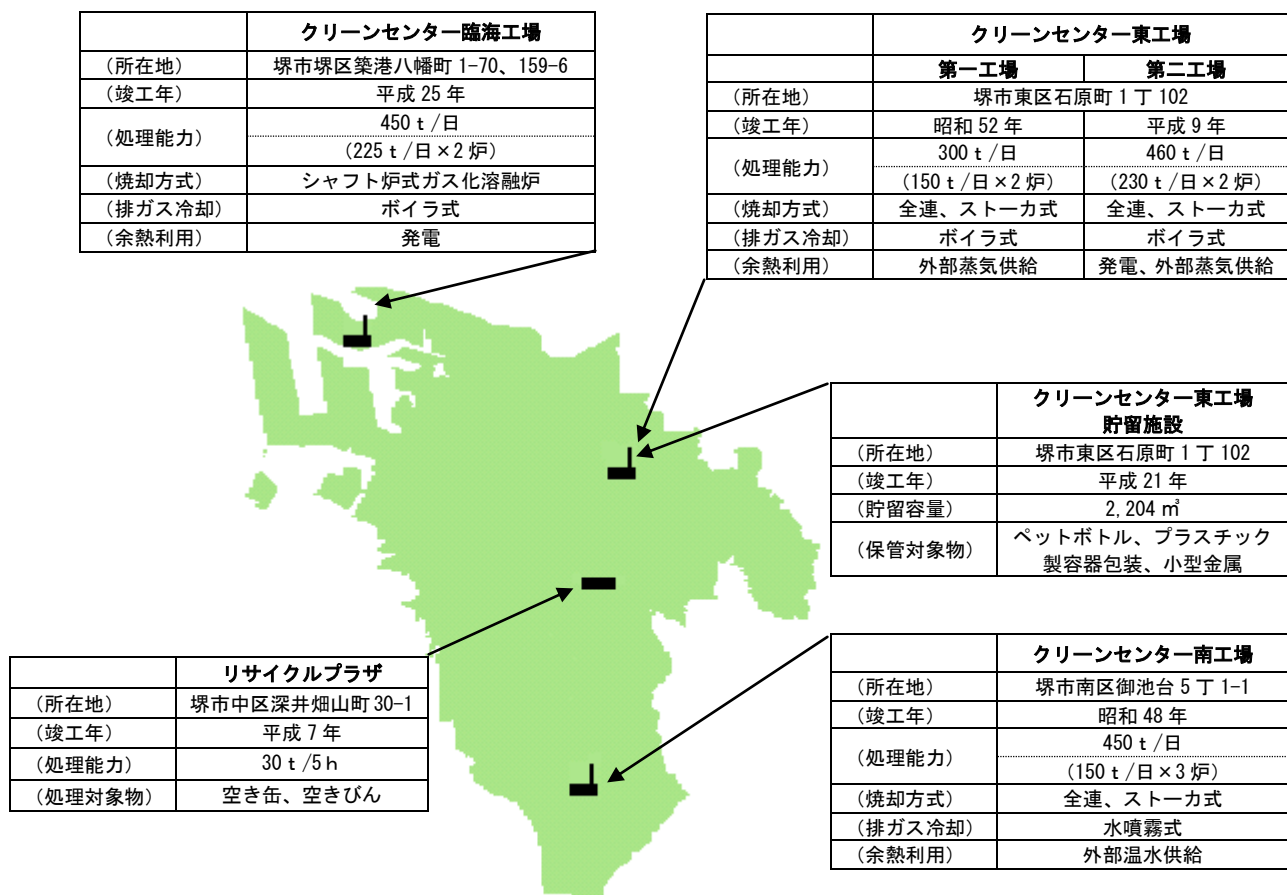 クリーンセンター臨海工場
（所在地） 堺市堺区築港八幡町 1-70、159-6
（竣工年） 平成 25 年
（処理能力） 450 t /日
（225 t /日×2 炉）
（焼却方式） シャフト炉式ガス化溶融炉
（排ガス冷却） ボイラ式
（余熱利用） 発電
クリーンセンター東工場
第一工場 第二工場
（所在地） 堺市東区石原町 1 丁 102
（竣工年） 昭和 52 年 平成 9 年
（処理能力） 300 t /日 460 t /日
（150 t /日×2 炉） （230 t /日×2 炉）
（焼却方式） 全連、ストーカ式 全連、ストーカ式
（排ガス冷却） ボイラ式 ボイラ式
（余熱利用） 外部蒸気供給 発電、外部蒸気供給
クリーンセンター東工場
貯留施設
（所在地） 堺市東区石原町 1 丁 102
（竣工年） 平成 21 年
（貯留容量） 2,204 ㎥
（保管対象物） ペットボトル、プラスチック
製容器包装、小型金属
リサイクルプラザ
（所在地） 堺市中区深井畑山町 30-1
（竣工年） 平成 7 年
（処理能力） 30 t /5 h
（処理対象物） 空き缶、空きびん
クリーンセンター南工場
（所在地） 堺市南区御池台 5 丁 1-1
（竣工年） 昭和 48 年
（処理能力） 450 t /日
（150 t /日×3 炉）
（焼却方式） 全連、ストーカ式
（排ガス冷却） 水噴霧式
（余熱利用） 外部温水供給